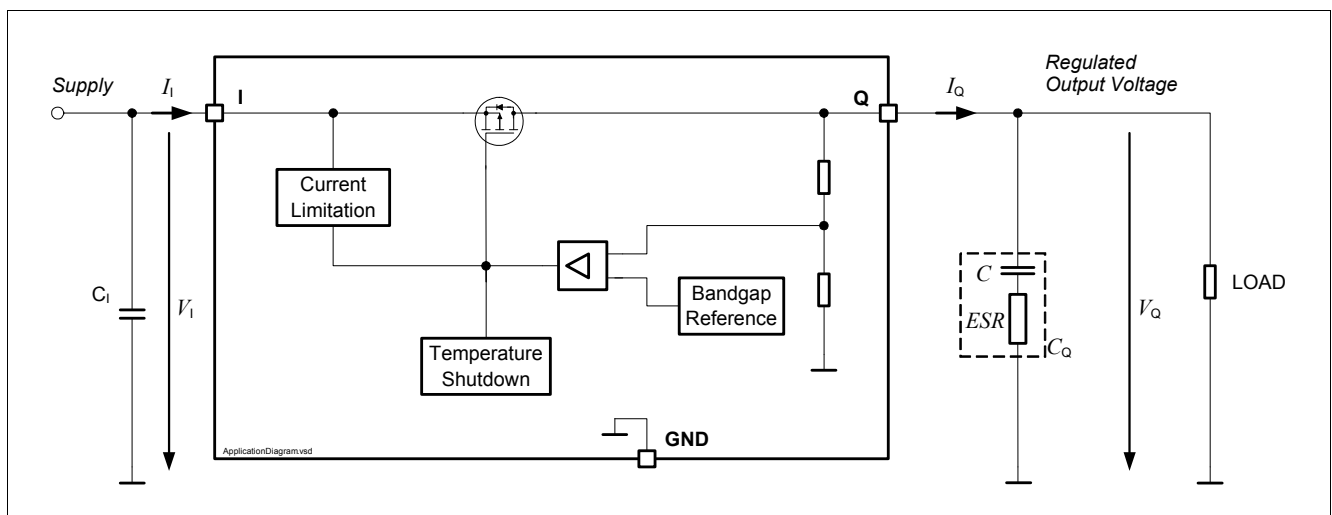 Supply
I_I
I
Q
I_Q
Regulated
Output Voltage
Current
Limitation
C_I
V_I
Bandgap
Reference
Temperature
Shutdown
C
ESR
C_Q
V_Q
LOAD
GND
ApplicationDiagram.vsd